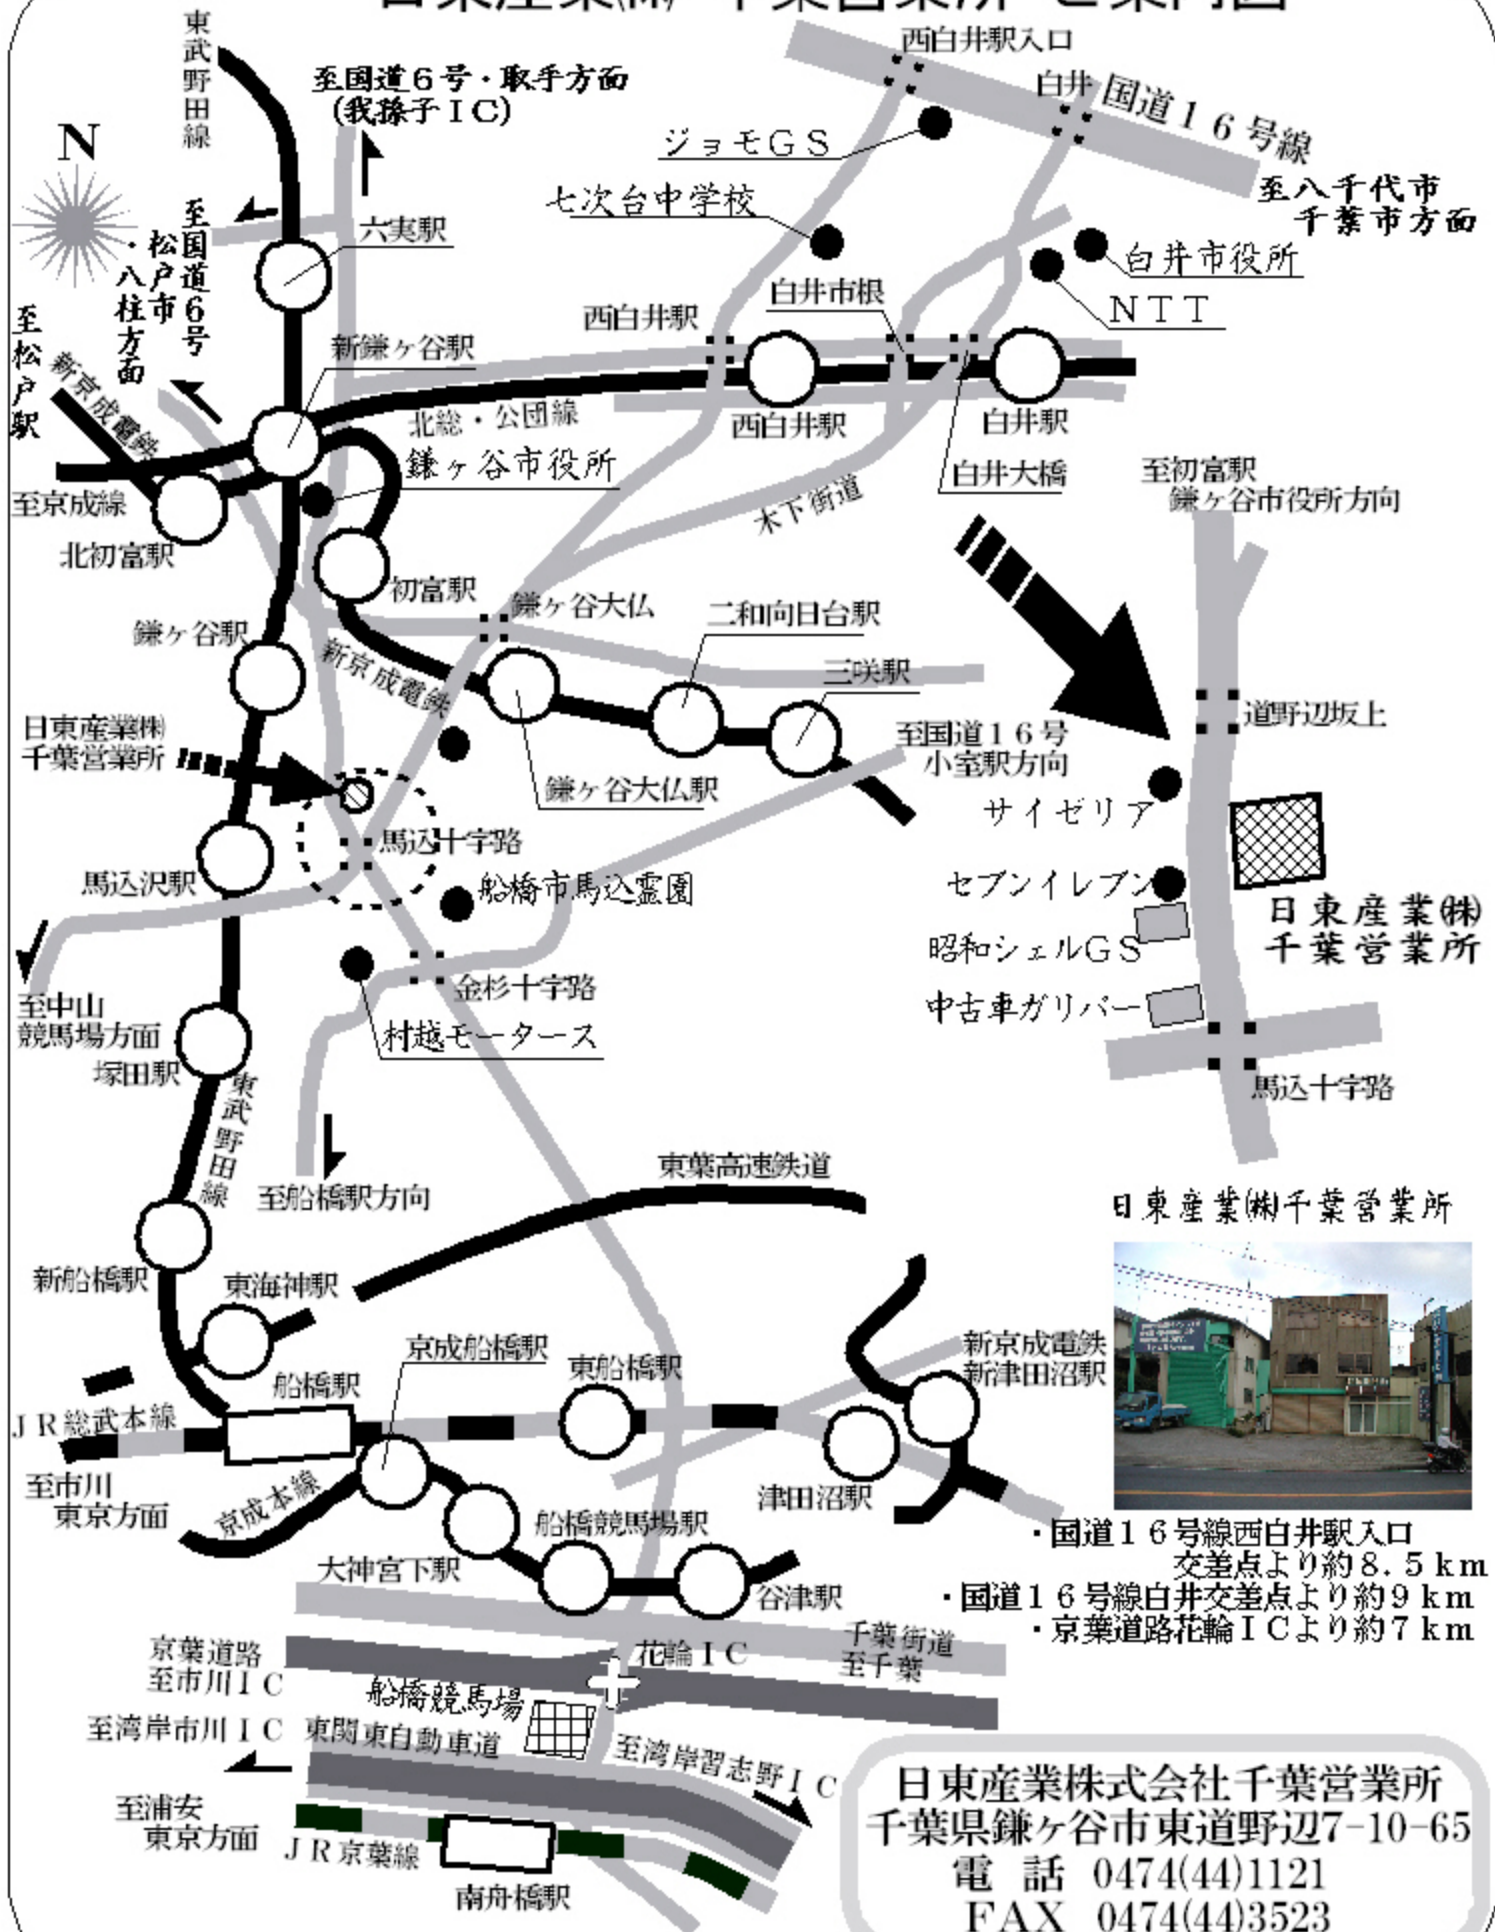 日東産業㈱ 千葉営業所 ご案内図
東武野田線
至国道6号・取手方面
(我孫子IC)
西白井駅入口
白井
国道16号線
ジョモGS
N
七次台中学校
至八千代市
千葉市方面
六実駅
至国道6号
松戸市
・八柱方面
白井市役所
NTT
白井市根
西白井駅
至松戸駅
新京成電鉄
新鎌ヶ谷駅
北総・公団線
西白井駅
白井駅
鎌ヶ谷市役所
白井大橋
至京成線
木下街道
至初富駅
鎌ヶ谷市役所方向
北初富駅
初富駅
鎌ヶ谷大仏
二和向日台駅
鎌ヶ谷駅
新京成電鉄
三咲駅
道野辺坂上
日東産業㈱
千葉営業所
至国道16号
小室駅方向
鎌ヶ谷大仏駅
サイゼリア
馬込十字路
馬込沢駅
船橋市馬込霊園
セブンイレブン
日東産業㈱
千葉営業所
昭和シェルGS
金杉十字路
至中山
競馬場方面
中古車ガリバー
村越モータース
塚田駅
馬込十字路
東武野田線
東葉高速鉄道
至船橋駅方向
日東産業㈱千葉営業所
新船橋駅
東海神駅
京成船橋駅
東船橋駅
新京成電鉄
新津田沼駅
船橋駅
JR総武本線
至市川
東京方面
京成本線
津田沼駅
船橋競馬場駅
・国道16号線西白井駅入口
交差点より約8.5km
大神宮下駅
谷津駅
・国道16号線白井交差点より約9km
・京葉道路花輪ICより約7km
千葉街道
至千葉
京葉道路
至市川IC
花輪IC
船橋競馬場
至湾岸市川IC
東関東自動車道
至湾岸習志野IC
至浦安
東京方面
JR京葉線
南舟橋駅
日東産業株式会社千葉営業所
千葉県鎌ヶ谷市東道野辺7-10-65
電話 0474(44)1121
FAX 0474(44)3523